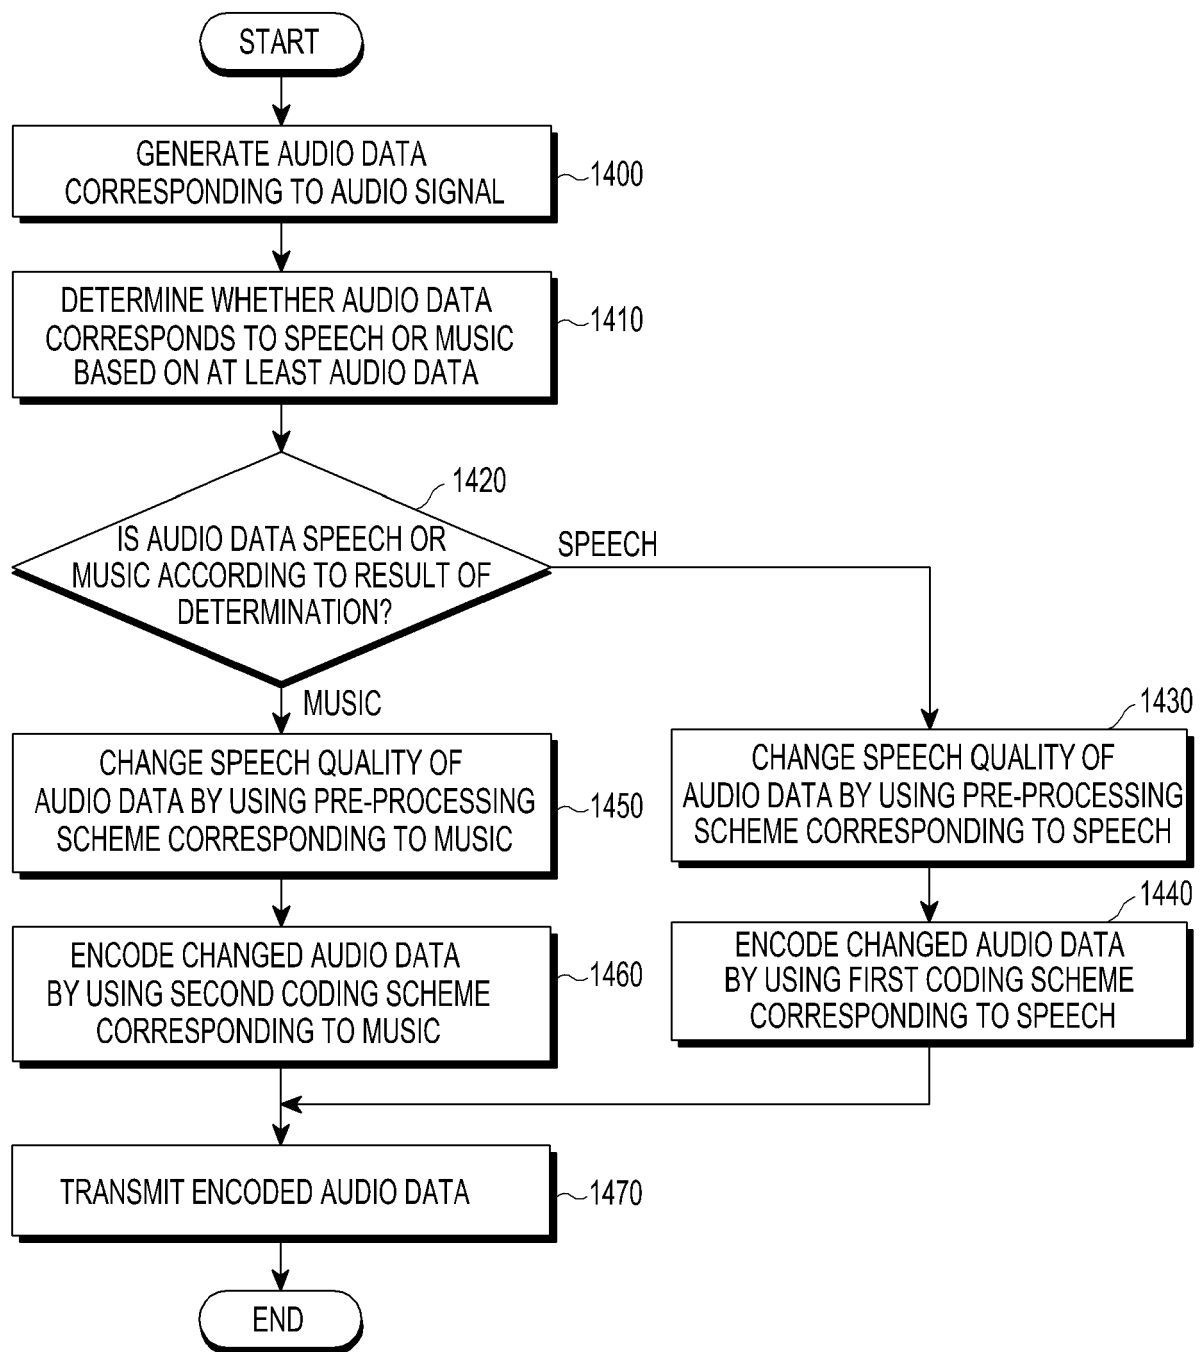 START
GENERATE AUDIO DATA
CORRESPONDING TO AUDIO SIGNAL
1400
DETERMINE WHETHER AUDIO DATA
CORRESPONDS TO SPEECH OR MUSIC
BASED ON AT LEAST AUDIO DATA
1410
1420
IS AUDIO DATA SPEECH OR
MUSIC ACCORDING TO RESULT OF
DETERMINATION?
SPEECH
MUSIC
1430
CHANGE SPEECH QUALITY OF
AUDIO DATA BY USING PRE-PROCESSING
SCHEME CORRESPONDING TO SPEECH
1440
ENCODE CHANGED AUDIO DATA
BY USING FIRST CODING SCHEME
CORRESPONDING TO SPEECH
CHANGE SPEECH QUALITY OF
AUDIO DATA BY USING PRE-PROCESSING
SCHEME CORRESPONDING TO MUSIC
1450
ENCODE CHANGED AUDIO DATA
BY USING SECOND CODING SCHEME
CORRESPONDING TO MUSIC
1460
TRANSMIT ENCODED AUDIO DATA
1470
END